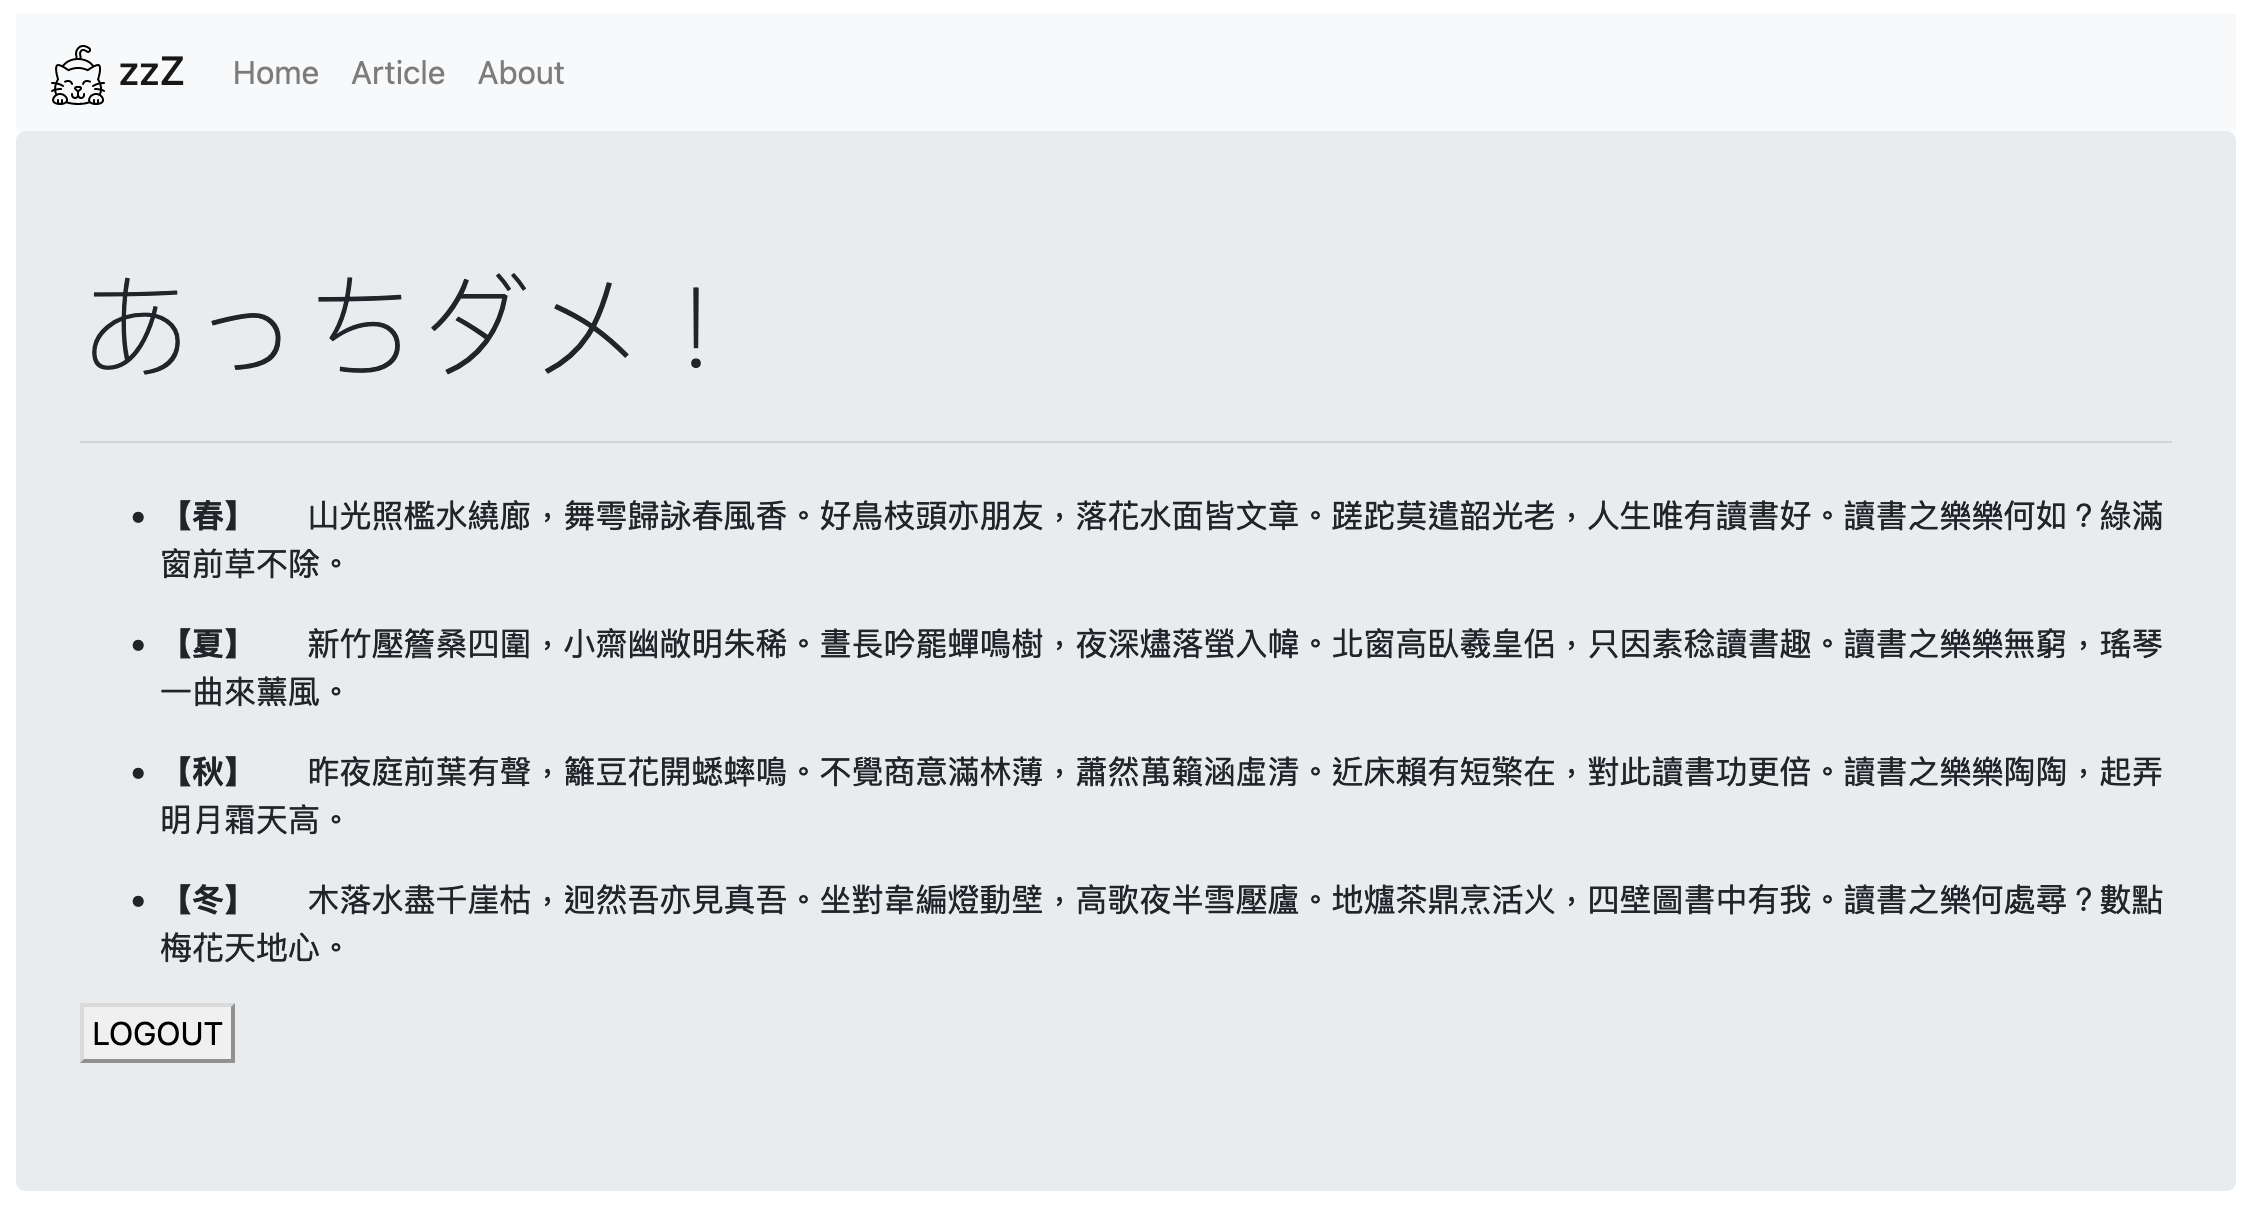 zzZ Home Article About
あっちダメ！
【春】　　山光照檻水繞廊，舞雩歸詠春風香。好鳥枝頭亦朋友，落花水面皆文章。蹉跎莫遣韶光老，人生唯有讀書好。讀書之樂樂何如？綠滿
窗前草不除。
【夏】　　新竹壓簷桑四圍，小齋幽敞明朱稀。晝長吟罷蟬鳴樹，夜深燼落螢入幃。北窗高臥羲皇侶，只因素稔讀書趣。讀書之樂樂無窮，瑤琴
一曲來薰風。
【秋】　　昨夜庭前葉有聲，籬豆花開蟋蟀鳴。不覺商意滿林薄，蕭然萬籟涵虛清。近床賴有短檠在，對此讀書功更倍。讀書之樂樂陶陶，起弄
明月霜天高。
【冬】　　木落水盡千崖枯，迥然吾亦見真吾。坐對韋編燈動壁，高歌夜半雪壓廬。地爐茶鼎烹活火，四壁圖書中有我。讀書之樂何處尋？數點
梅花天地心。
LOGOUT